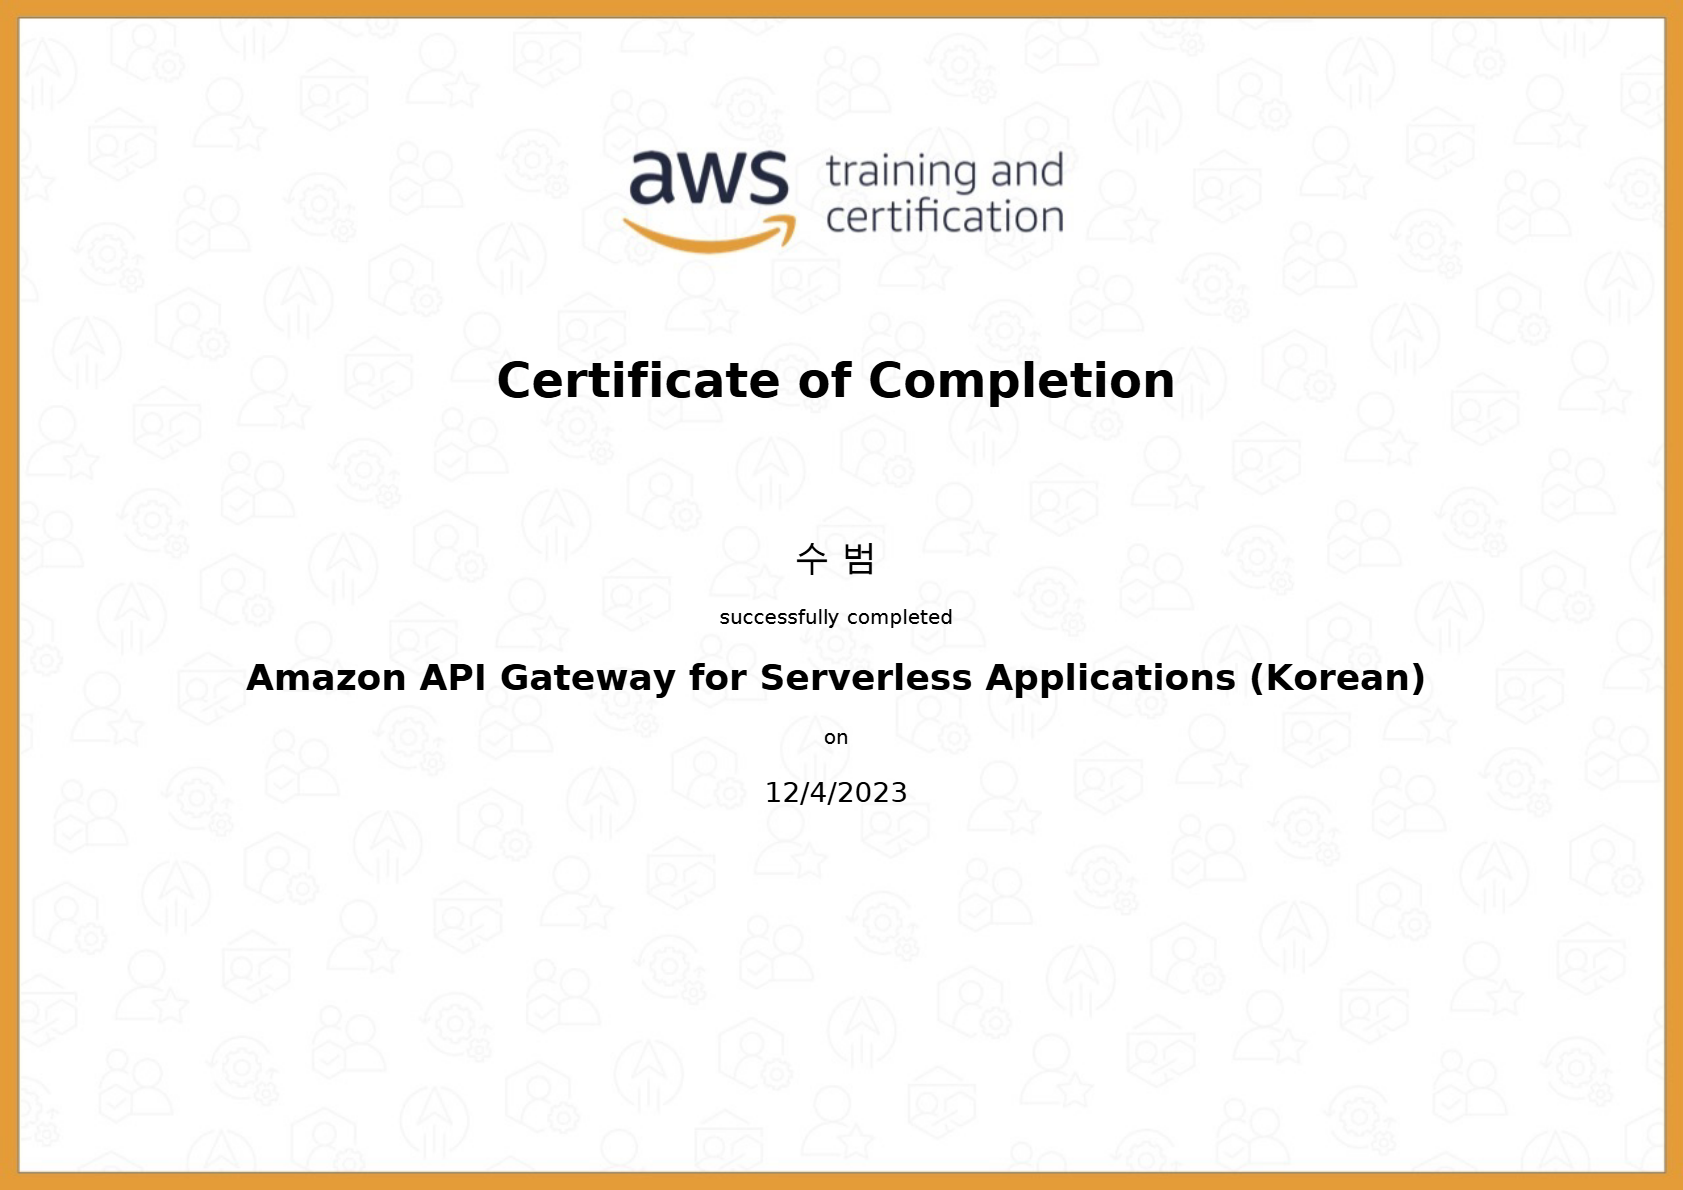 aws training and
certification
Certificate of Completion
수 범
successfully completed
Amazon API Gateway for Serverless Applications (Korean)
on
12/4/2023